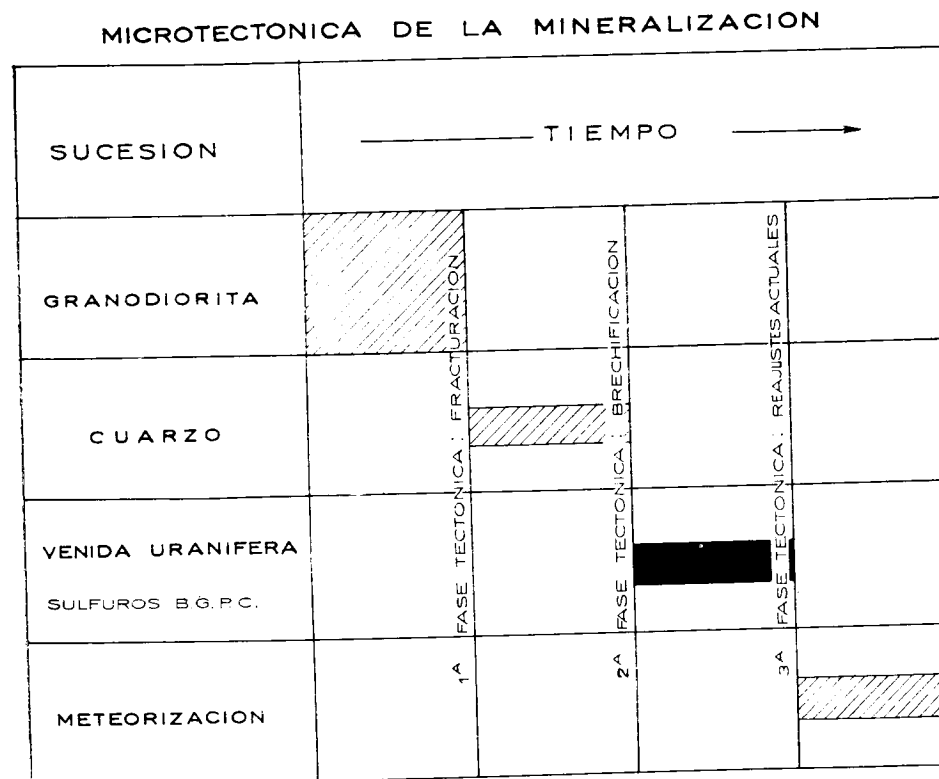 MICROTECTONICA DE LA MINERALIZACION
SUCESION
TIEMPO
GRANODIORITA
CUARZO
VENIDA URANIFERA
SULFUROS B.G.P.C.
METEORIZACION
1ª FASE TECTONICA: FRACTURACION
2ª FASE TECTONICA: BRECHIFICACION
3ª FASE TECTONICA: REAJUSTES ACTUALES